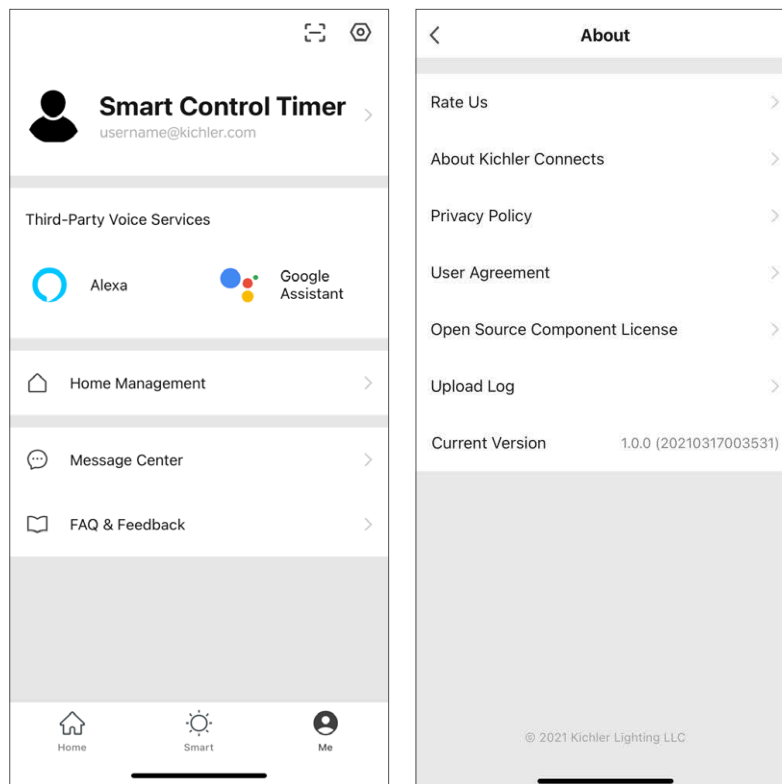 Smart Control Timer
username@kichler.com
Third-Party Voice Services
Alexa
Google
Assistant
Home Management
Message Center
FAQ & Feedback
Home
Smart
Me
About
Rate Us
About Kichler Connects
Privacy Policy
User Agreement
Open Source Component License
Upload Log
Current Version 1.0.0 (20210317003531)
© 2021 Kichler Lighting LLC